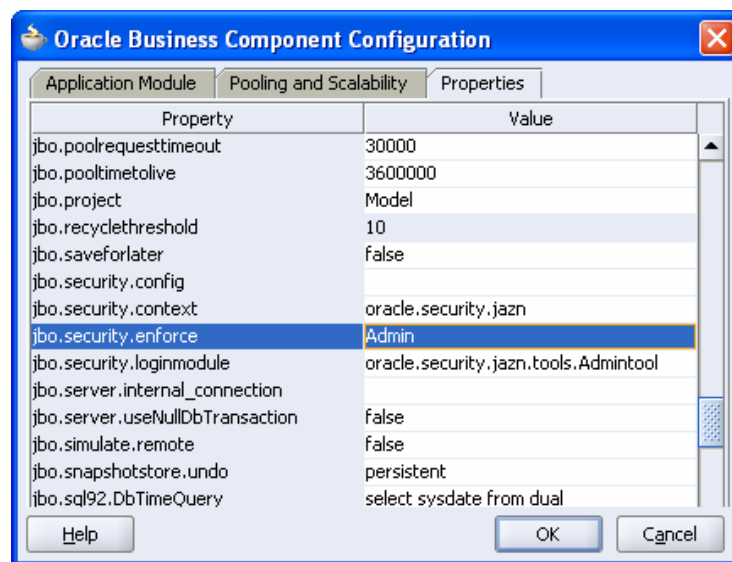 Oracle Business Component Configuration
Application Module Pooling and Scalability Properties
Property Value
jbo.poolrequesttimeout 30000
jbo.pooltimetolive 3600000
jbo.project Model
jbo.recyclethreshold 10
jbo.saveforlater false
jbo.security.config
jbo.security.context oracle.security.jazn
jbo.security.enforce Admin
jbo.security.loginmodule oracle.security.jazn.tools.Admintool
jbo.server.internal_connection
jbo.server.useNullDbTransaction false
jbo.simulate.remote false
jbo.snapshotstore.undo persistent
jbo.sql92.DbTimeQuery select sysdate from dual
Help OK Cancel